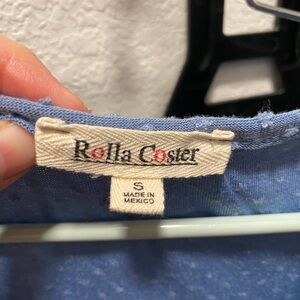 Rolla Coster
S
MADE IN
MEXICO